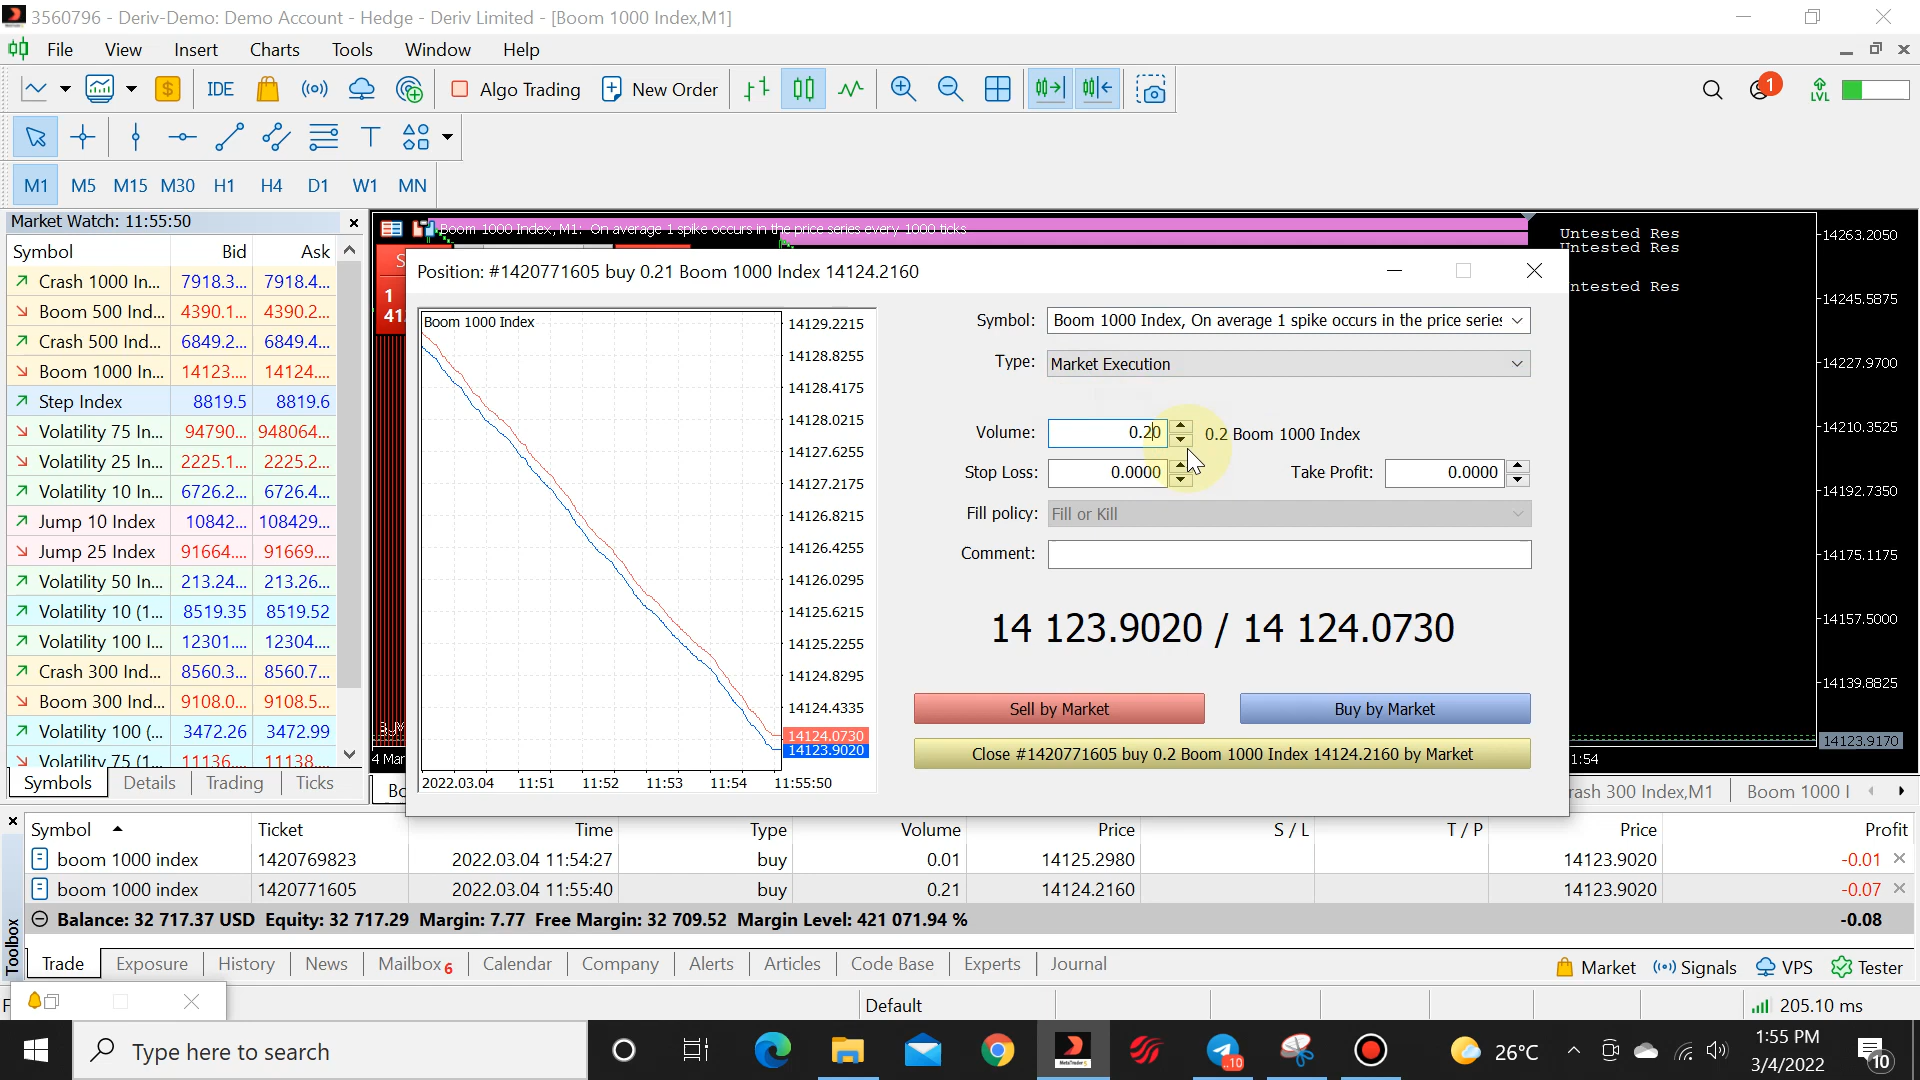 3560796 - Deriv-Demo: Demo Account - Hedge - Deriv Limited - [Boom 1000 Index,M1]
File View Insert Charts Tools Window Help
IDE Algo Trading New Order 1 LVL
M1 M5 M15 M30 H1 H4 D1 W1 MN
Market Watch: 11:55:50
Symbol Bid Ask
Crash 1000 In... 7918.3... 7918.4...
Boom 500 Ind... 4390.1... 4390.2...
Crash 500 Ind... 6849.2... 6849.4...
Boom 1000 In... 14123.... 14124....
Step Index 8819.5 8819.6
Volatility 75 In... 94790... 948064...
Volatility 25 In... 2225.1... 2225.2...
Volatility 10 In... 6726.2... 6726.4...
Jump 10 Index 10842... 108429...
Jump 25 Index 91664.... 91669....
Volatility 50 In... 213.24... 213.26...
Volatility 10 (1... 8519.35 8519.52
Volatility 100 I... 12301.... 12304....
Crash 300 Ind... 8560.3... 8560.7...
Boom 300 Ind... 9108.0... 9108.5...
Volatility 100 (... 3472.26 3472.99
Volatility 75 (1... 11136.... 11138....
Symbols Details Trading Ticks
Boom 1000 Index, M1: On average 1 spike occurs in the price series every 1000 ticks
Untested Res
Untested Res
ntested Res
14263.2050
14245.5875
14227.9700
14210.3525
14192.7350
14175.1175
14157.5000
14139.8825
14123.9170
S
1
41
4 Mar
1:54
Bo
rash 300 Index,M1 Boom 1000 I
Position: #1420771605 buy 0.21 Boom 1000 Index 14124.2160
Boom 1000 Index
14129.2215
14128.8255
14128.4175
14128.0215
14127.6255
14127.2175
14126.8215
14126.4255
14126.0295
14125.6215
14125.2255
14124.8295
14124.4335
14124.0730
14123.9020
2022.03.04 11:51 11:52 11:53 11:54 11:55:50
Symbol: Boom 1000 Index, On average 1 spike occurs in the price series
Type: Market Execution
Volume: 0.20 0.2 Boom 1000 Index
Stop Loss: 0.0000 Take Profit: 0.0000
Fill policy: Fill or Kill
Comment:
14 123.9020 / 14 124.0730
Sell by Market Buy by Market
Close #1420771605 buy 0.2 Boom 1000 Index 14124.2160 by Market
Symbol Ticket Time Type Volume Price S / L T / P Price Profit
boom 1000 index 1420769823 2022.03.04 11:54:27 buy 0.01 14125.2980 14123.9020 -0.01
boom 1000 index 1420771605 2022.03.04 11:55:40 buy 0.21 14124.2160 14123.9020 -0.07
Balance: 32 717.37 USD Equity: 32 717.29 Margin: 7.77 Free Margin: 32 709.52 Margin Level: 421 071.94 % -0.08
Toolbox
Trade Exposure History News Mailbox 6 Calendar Company Alerts Articles Code Base Experts Journal
Market Signals VPS Tester
F Default 205.10 ms
Type here to search
..10
26°C
1:55 PM
3/4/2022
10